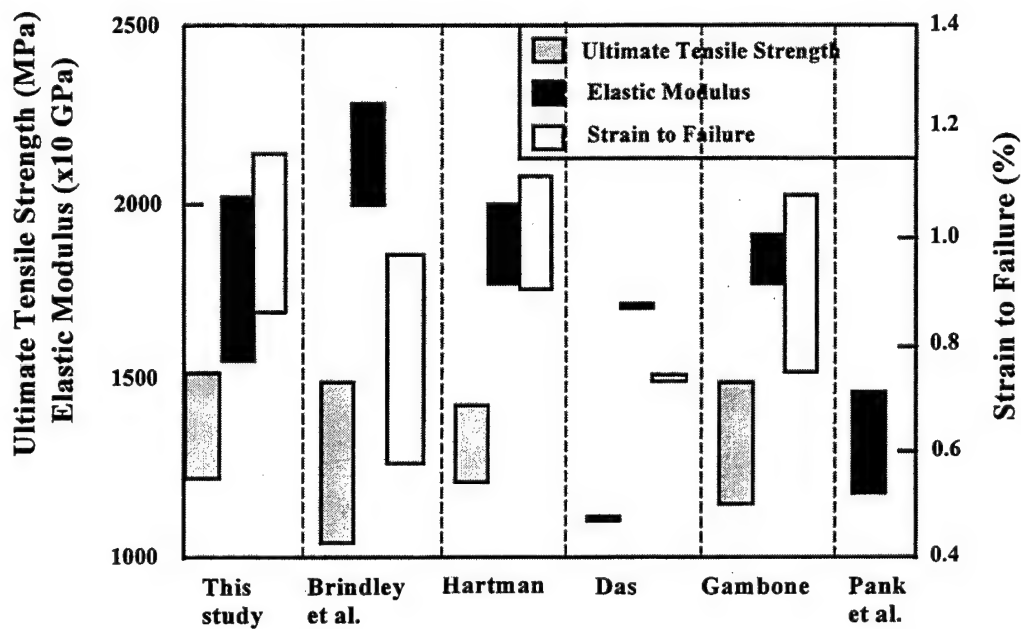 Ultimate Tensile Strength (MPa)
Elastic Modulus (x10 GPa)
2500
2000
1500
1000
Ultimate Tensile Strength
Elastic Modulus
Strain to Failure
1.4
1.2
1.0
0.8
0.6
0.4
Strain to Failure (%)
This
study
Brindley
et al.
Hartman
Das
Gambone
Pank
et al.